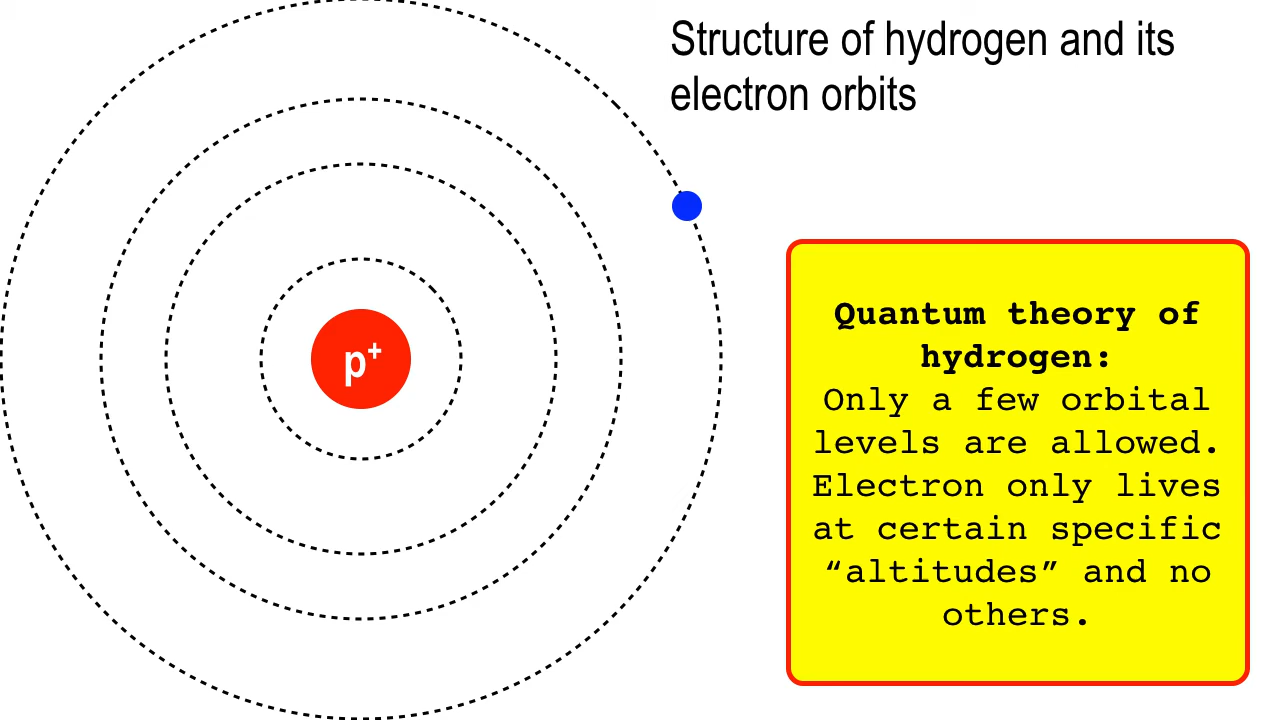 Structure of hydrogen and its
electron orbits
p⁺
Quantum theory of
hydrogen:
Only a few orbital
levels are allowed.
Electron only lives
at certain specific
“altitudes” and no
others.